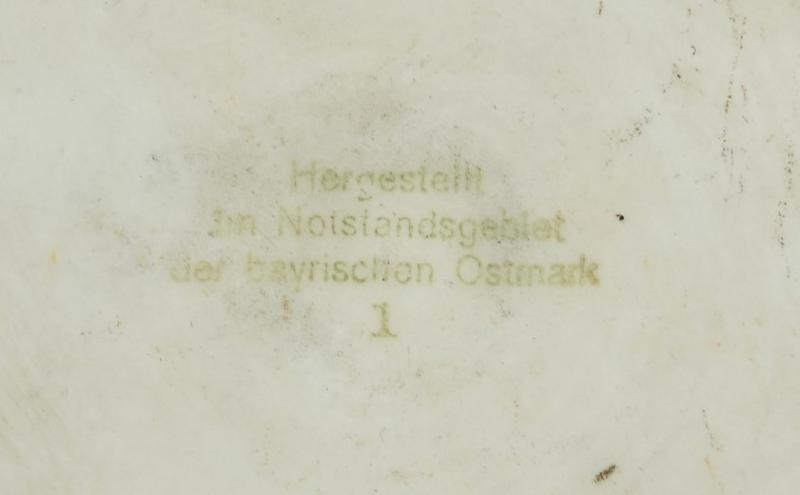 Hergestellt
im Notstandsgebiet
der bayrischen Ostmark
1